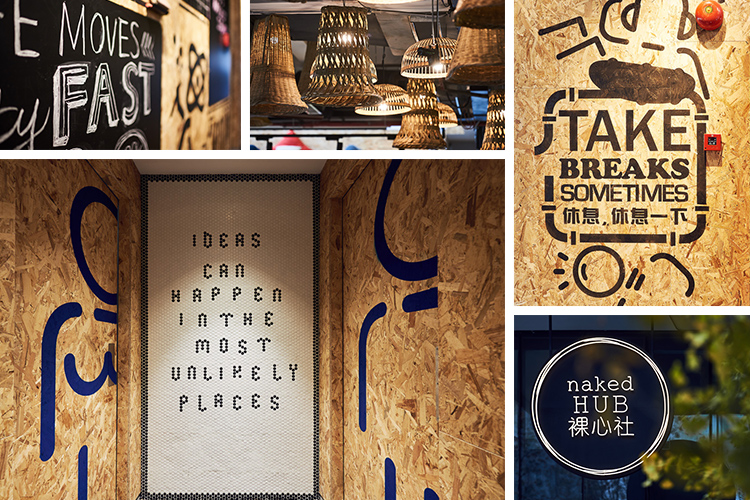 MOVES
FAST
by
TAKE
BREAKS
SOMETIMES
休息，休息一下
IDEAS
CAN
HAPPEN
IN THE
MOST
UNLIKELY
PLACES
naked
HUB
裸心社